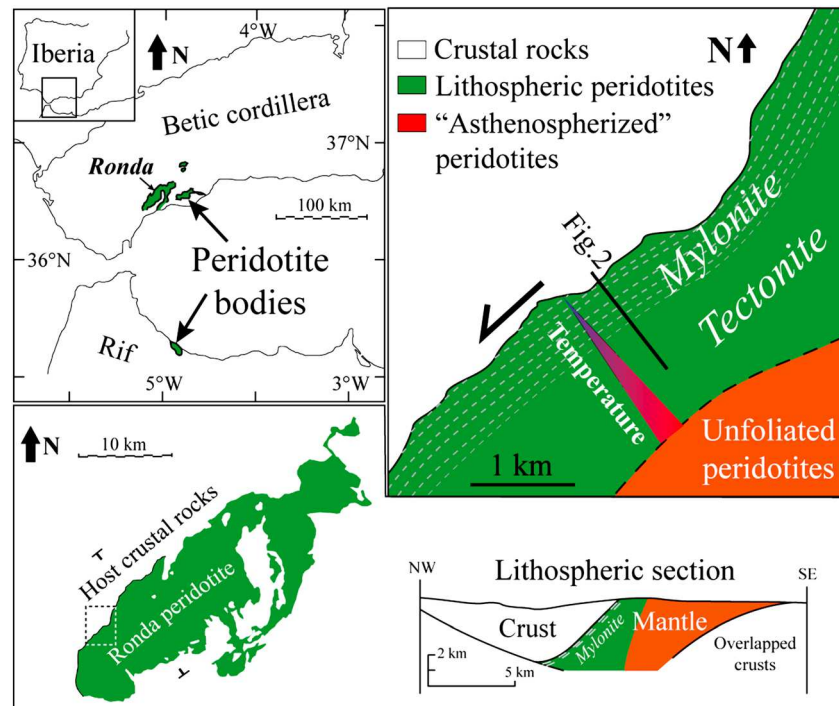 Iberia
N
4°W
Betic cordillera
37°N
Ronda
100 km
36°N
Peridotite
bodies
Rif
5°W
3°W
N
10 km
Host crustal rocks
Ronda peridotite
Crustal rocks
N
Lithospheric peridotites
“Asthenospherized”
peridotites
Fig.2
Mylonite
Tectonite
Temperature
1 km
Unfoliated
peridotites
Lithospheric section
NW
SE
Crust
Mylonite
Mantle
Overlapped
crusts
2 km
5 km